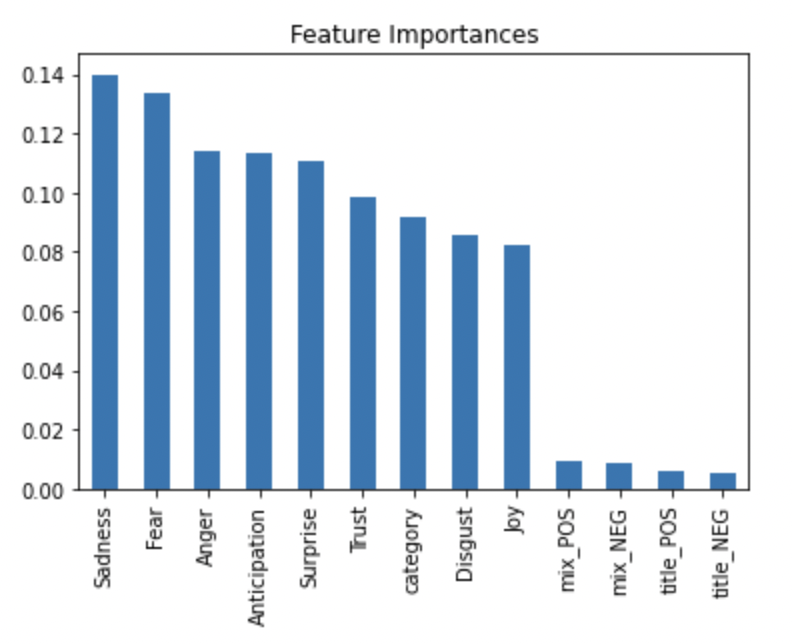 Feature Importances
0.14
0.12
0.10
0.08
0.06
0.04
0.02
0.00
Sadness
Fear
Anger
Anticipation
Surprise
Trust
category
Disgust
Joy
mix_POS
mix_NEG
title_POS
title_NEG